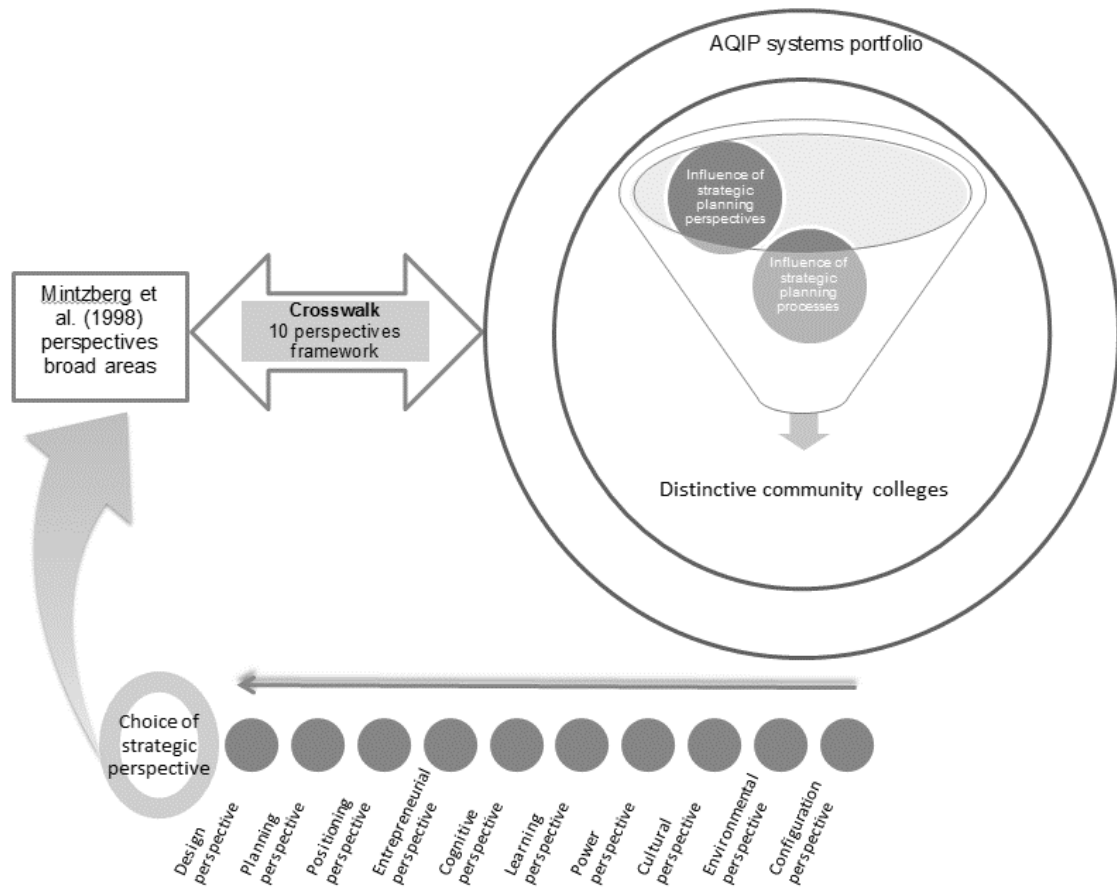 AQIP systems portfolio
Influence of
strategic
planning
perspectives
Influence of
strategic
planning
processes
Mintzberg et
al. (1998)
perspectives
broad areas
Crosswalk
10 perspectives
framework
Distinctive community colleges
Choice of
strategic
perspective
Design
perspective
Planning
perspective
Positioning
perspective
Entrepreneurial
perspective
Cognitive
perspective
Learning
perspective
Power
perspective
Cultural
perspective
Environmental
perspective
Configuration
perspective